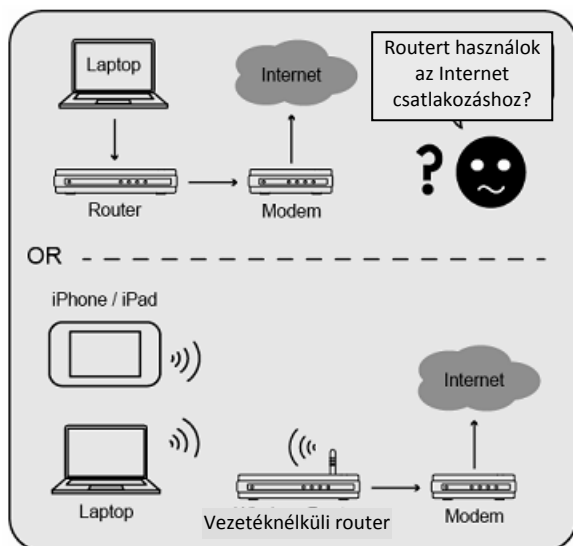 Laptop
Internet
Routert használok
az Internet
csatlakozáshoz?
?
Router
Modem
OR
iPhone / iPad
Internet
Laptop
Vezetéknélküli router
Modem